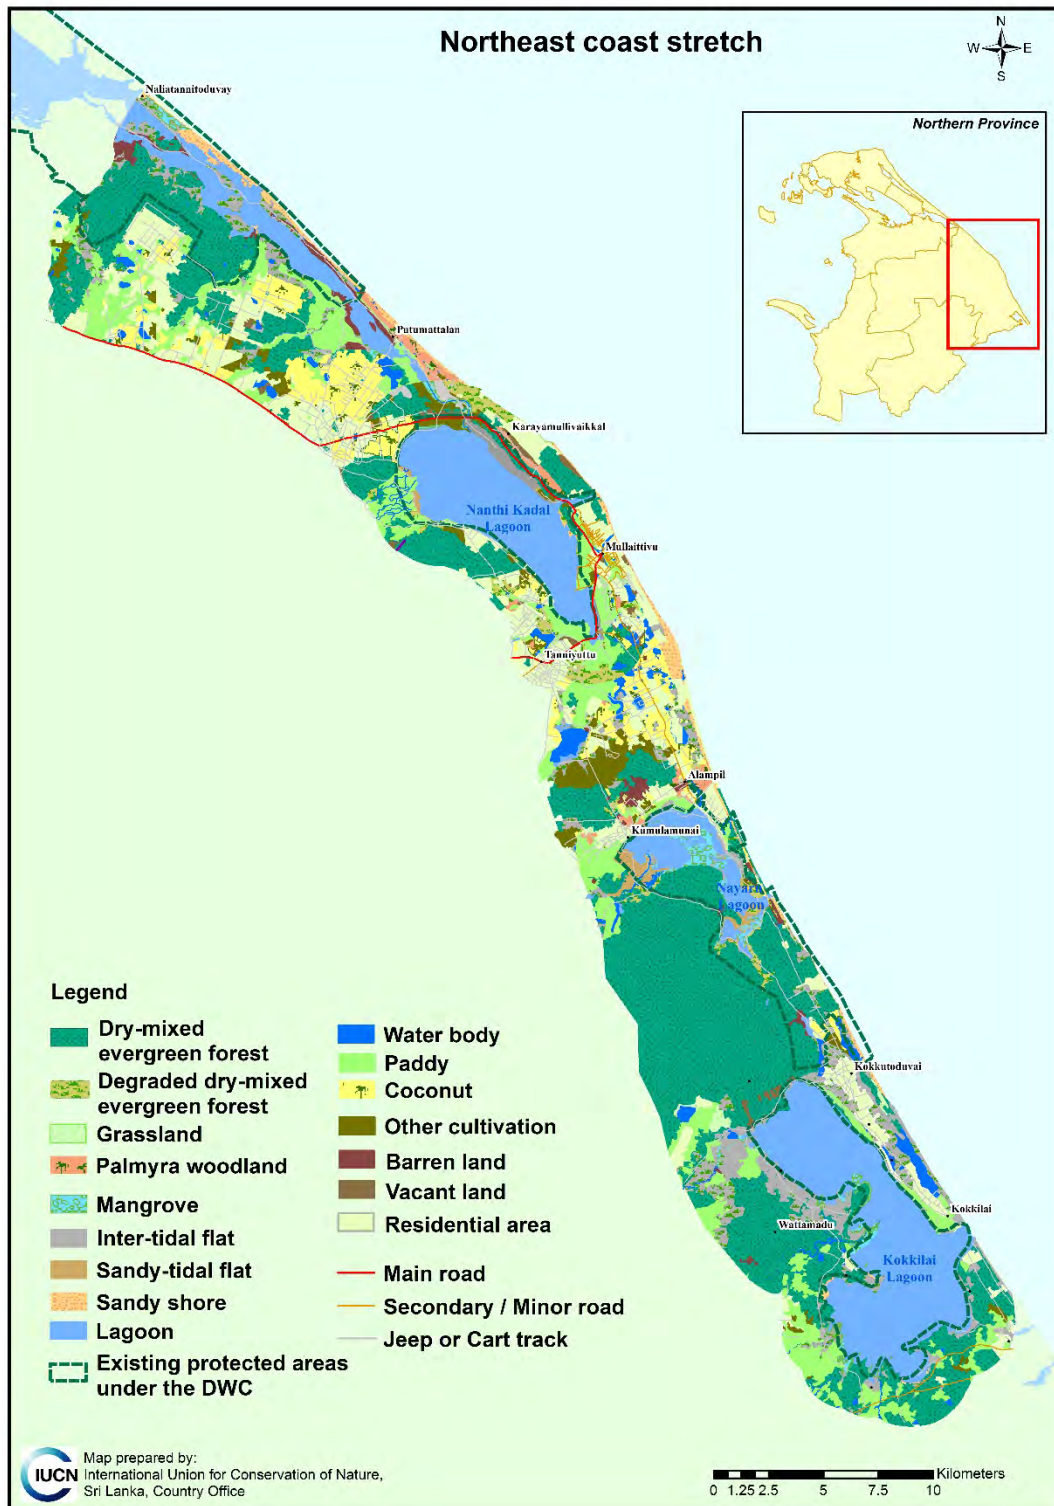 Northeast coast stretch
N
W
E
S
Northern Province
Naliatannitoduvay
Putumattalan
Karayamullivaikkal
Nanthi Kadal
Lagoon
Mullaittivu
Tanniyuttu
Alampil
Kumulamunai
Nayaru
Lagoon
Kokkutoduvai
Kokkilai
Wattamadu
Kokkilai
Lagoon
Legend
Dry-mixed
evergreen forest
Degraded dry-mixed
evergreen forest
Grassland
Palmyra woodland
Mangrove
Inter-tidal flat
Sandy-tidal flat
Sandy shore
Lagoon
Existing protected areas
under the DWC
Water body
Paddy
Coconut
Other cultivation
Barren land
Vacant land
Residential area
Main road
Secondary / Minor road
Jeep or Cart track
IUCN
Map prepared by:
International Union for Conservation of Nature,
Sri Lanka, Country Office
Kilometers
0 1.25 2.5 5 7.5 10